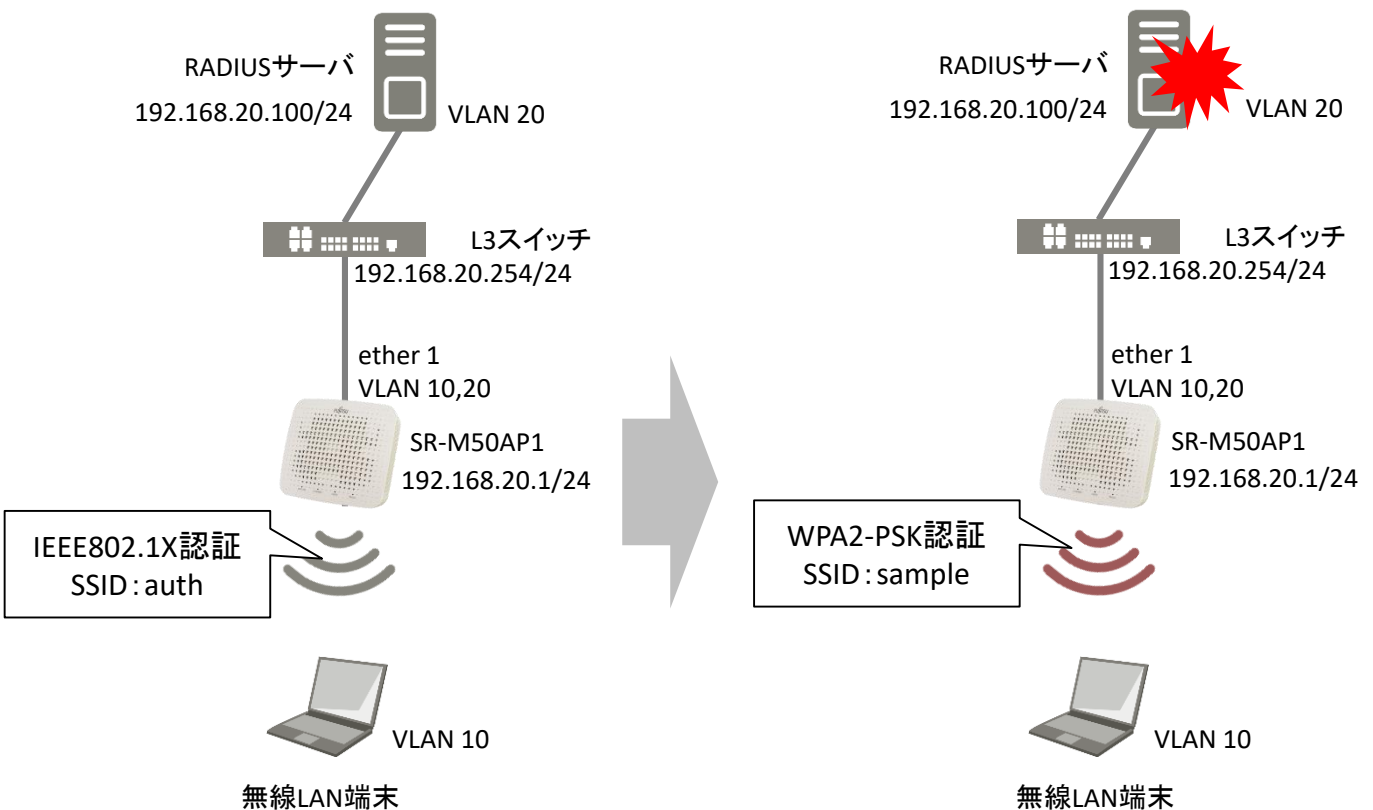 RADIUSサーバ
192.168.20.100/24
VLAN 20
L3スイッチ
192.168.20.254/24
ether 1
VLAN 10,20
SR-M50AP1
192.168.20.1/24
IEEE802.1X認証
SSID：auth
VLAN 10
無線LAN端末
RADIUSサーバ
192.168.20.100/24
VLAN 20
L3スイッチ
192.168.20.254/24
ether 1
VLAN 10,20
SR-M50AP1
192.168.20.1/24
WPA2-PSK認証
SSID：sample
VLAN 10
無線LAN端末